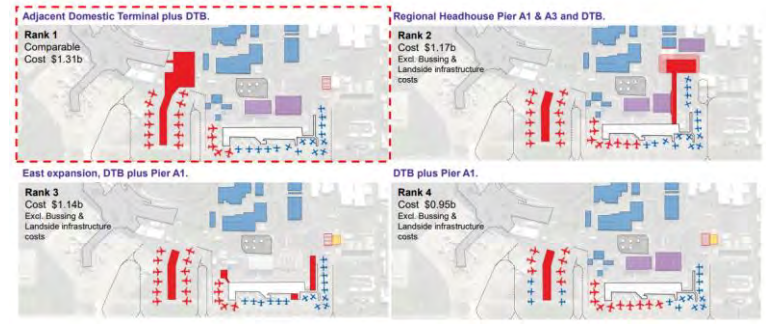 Adjacent Domestic Terminal plus DTB.
Rank 1
Comparable
Cost $1.31b
Regional Headhouse Pier A1 & A3 and DTB.
Rank 2
Cost $1.17b
Excl. Bussing &
Landside infrastructure
costs
East expansion, DTB plus Pier A1.
Rank 3
Cost $1.14b
Excl. Bussing &
Landside infrastructure
costs
DTB plus Pier A1.
Rank 4
Cost $0.95b
Excl. Bussing &
Landside infrastructure
costs